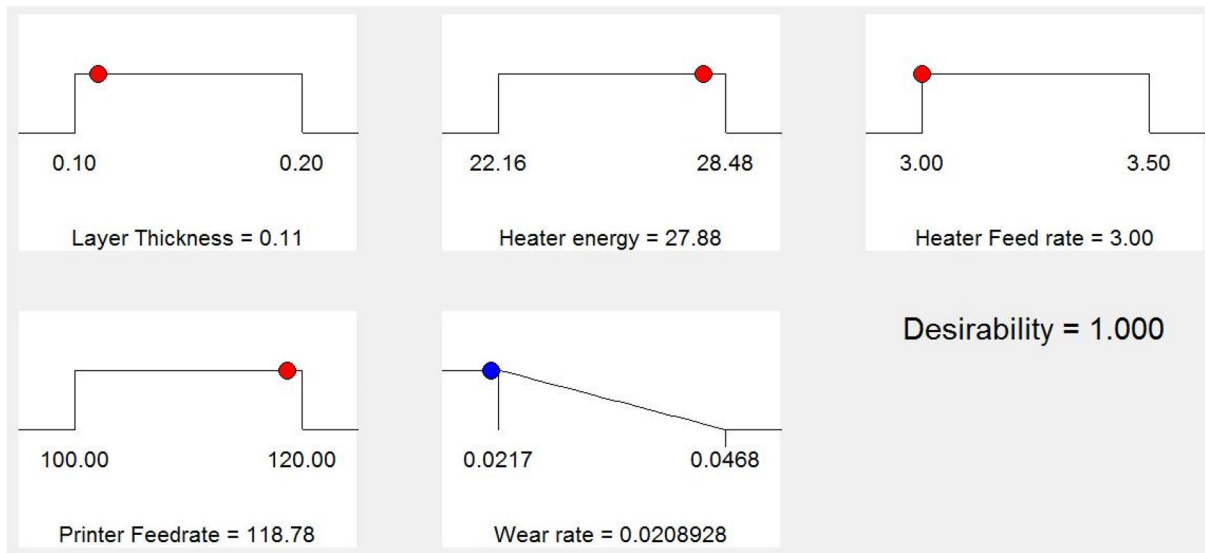 0.10 0.20
Layer Thickness = 0.11
22.16 28.48
Heater energy = 27.88
3.00 3.50
Heater Feed rate = 3.00
100.00 120.00
Printer Feedrate = 118.78
0.0217 0.0468
Wear rate = 0.0208928
Desirability = 1.000